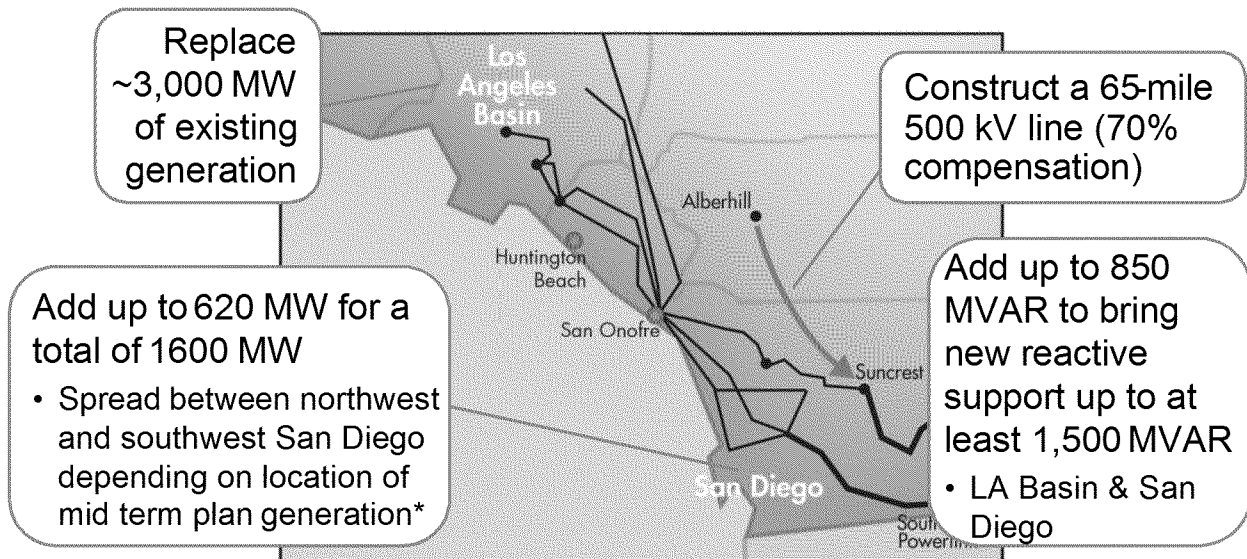 Replace
~3,000 MW
of existing
generation
Los
Angeles
Basin
Construct a 65-mile
500 kV line (70%
compensation)
Alberhill
Huntington
Beach
San Onofre
Suncrest
Add up to 620 MW for a
total of 1600 MW
• Spread between northwest
and southwest San Diego
depending on location of
mid term plan generation*
Add up to 850
MVAR to bring
new reactive
support up to at
least 1,500 MVAR
• LA Basin & San
Diego
San Diego